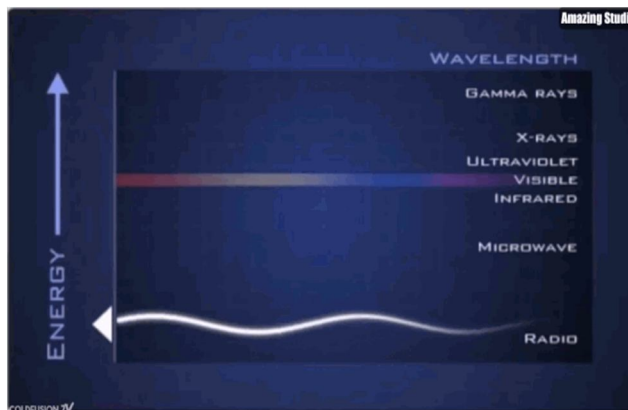 Amazing Studi
WAVELENGTH
GAMMA RAYS
X-RAYS
ULTRAVIOLET
VISIBLE
INFRARED
MICROWAVE
RADIO
ENERGY
COLDFUSION TV